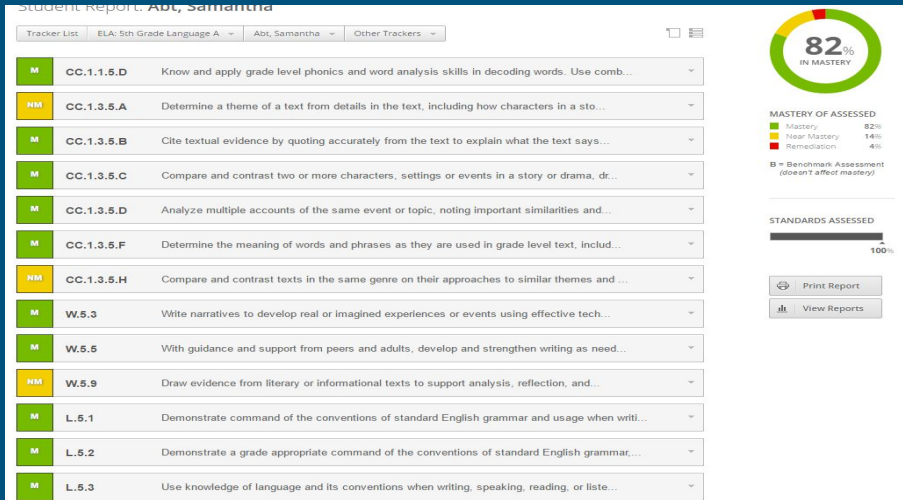 Student Report: Abt, Samantha
Tracker List ELA: 5th Grade Language A Abt, Samantha Other Trackers
M CC.1.1.5.D Know and apply grade level phonics and word analysis skills in decoding words. Use comb...
NM CC.1.3.5.A Determine a theme of a text from details in the text, including how characters in a sto...
M CC.1.3.5.B Cite textual evidence by quoting accurately from the text to explain what the text says...
M CC.1.3.5.C Compare and contrast two or more characters, settings or events in a story or drama, dr...
M CC.1.3.5.D Analyze multiple accounts of the same event or topic, noting important similarities and...
M CC.1.3.5.F Determine the meaning of words and phrases as they are used in grade level text, includ...
NM CC.1.3.5.H Compare and contrast texts in the same genre on their approaches to similar themes and ...
M W.5.3 Write narratives to develop real or imagined experiences or events using effective tech...
M W.5.5 With guidance and support from peers and adults, develop and strengthen writing as need...
NM W.5.9 Draw evidence from literary or informational texts to support analysis, reflection, and...
M L.5.1 Demonstrate command of the conventions of standard English grammar and usage when writi...
M L.5.2 Demonstrate a grade appropriate command of the conventions of standard English grammar,...
M L.5.3 Use knowledge of language and its conventions when writing, speaking, reading, or liste...
82%
IN MASTERY
MASTERY OF ASSESSED
Mastery 82%
Near Mastery 14%
Remediation 4%
B = Benchmark Assessment
(doesn't affect mastery)
STANDARDS ASSESSED
100%
Print Report
View Reports